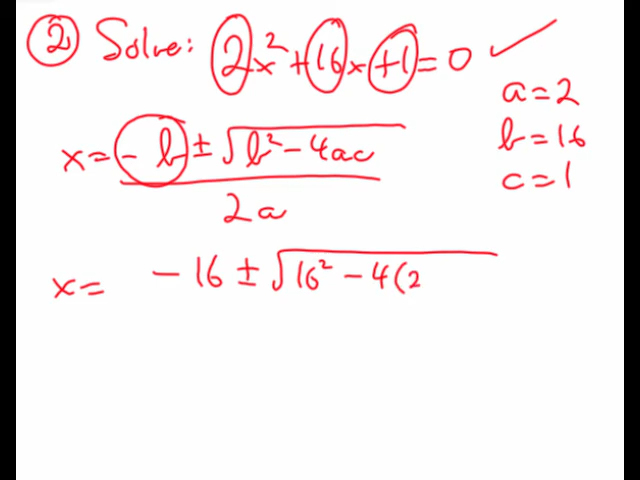 ② Solve: 2x²+16x+1=0 ✓
a=2
b=16
c=1
x= -b ± √b²-4ac
2a
x= -16 ± √16² -4(2